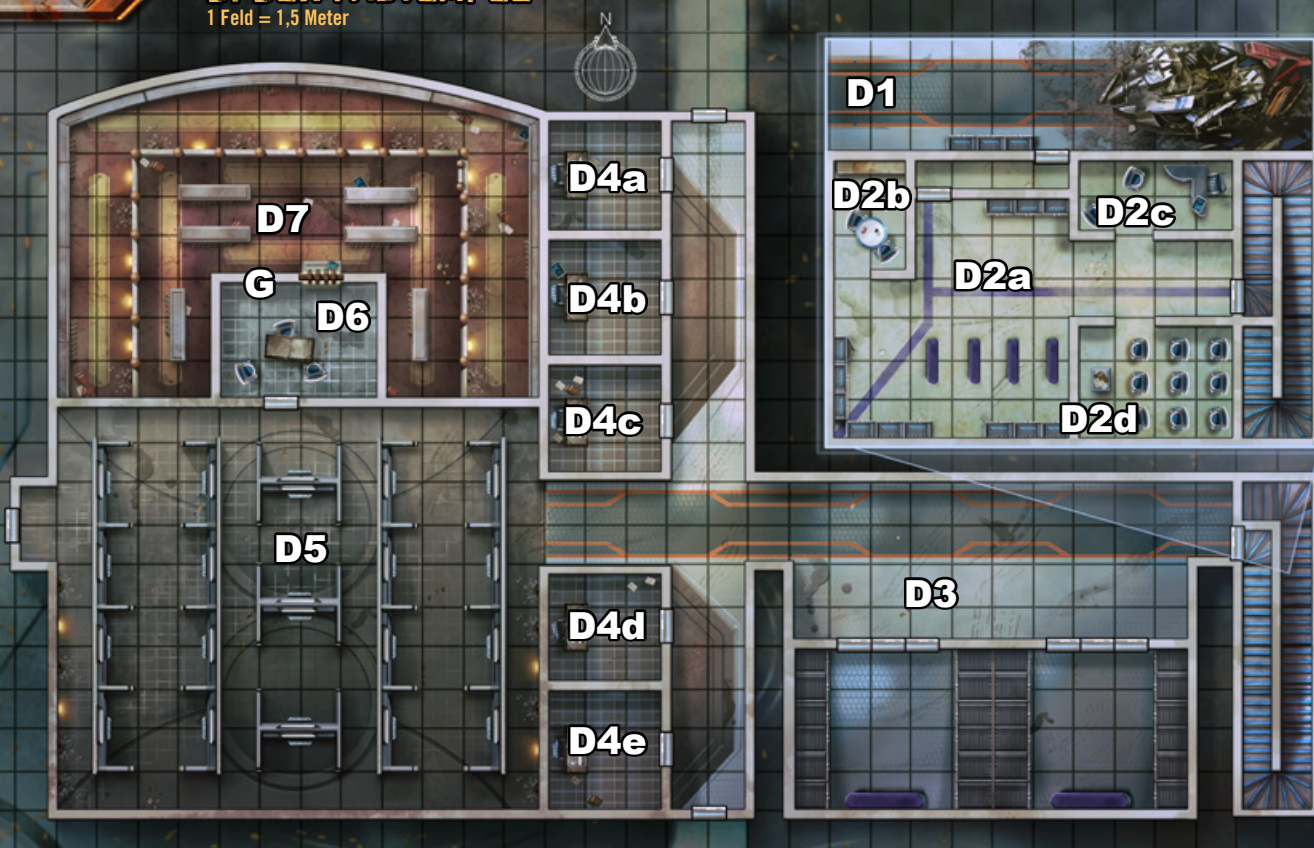 1 Feld = 1,5 Meter
N
D1
D2b
D2c
D2a
D2d
D4a
D4b
D4c
D7
G
D6
D5
D3
D4d
D4e